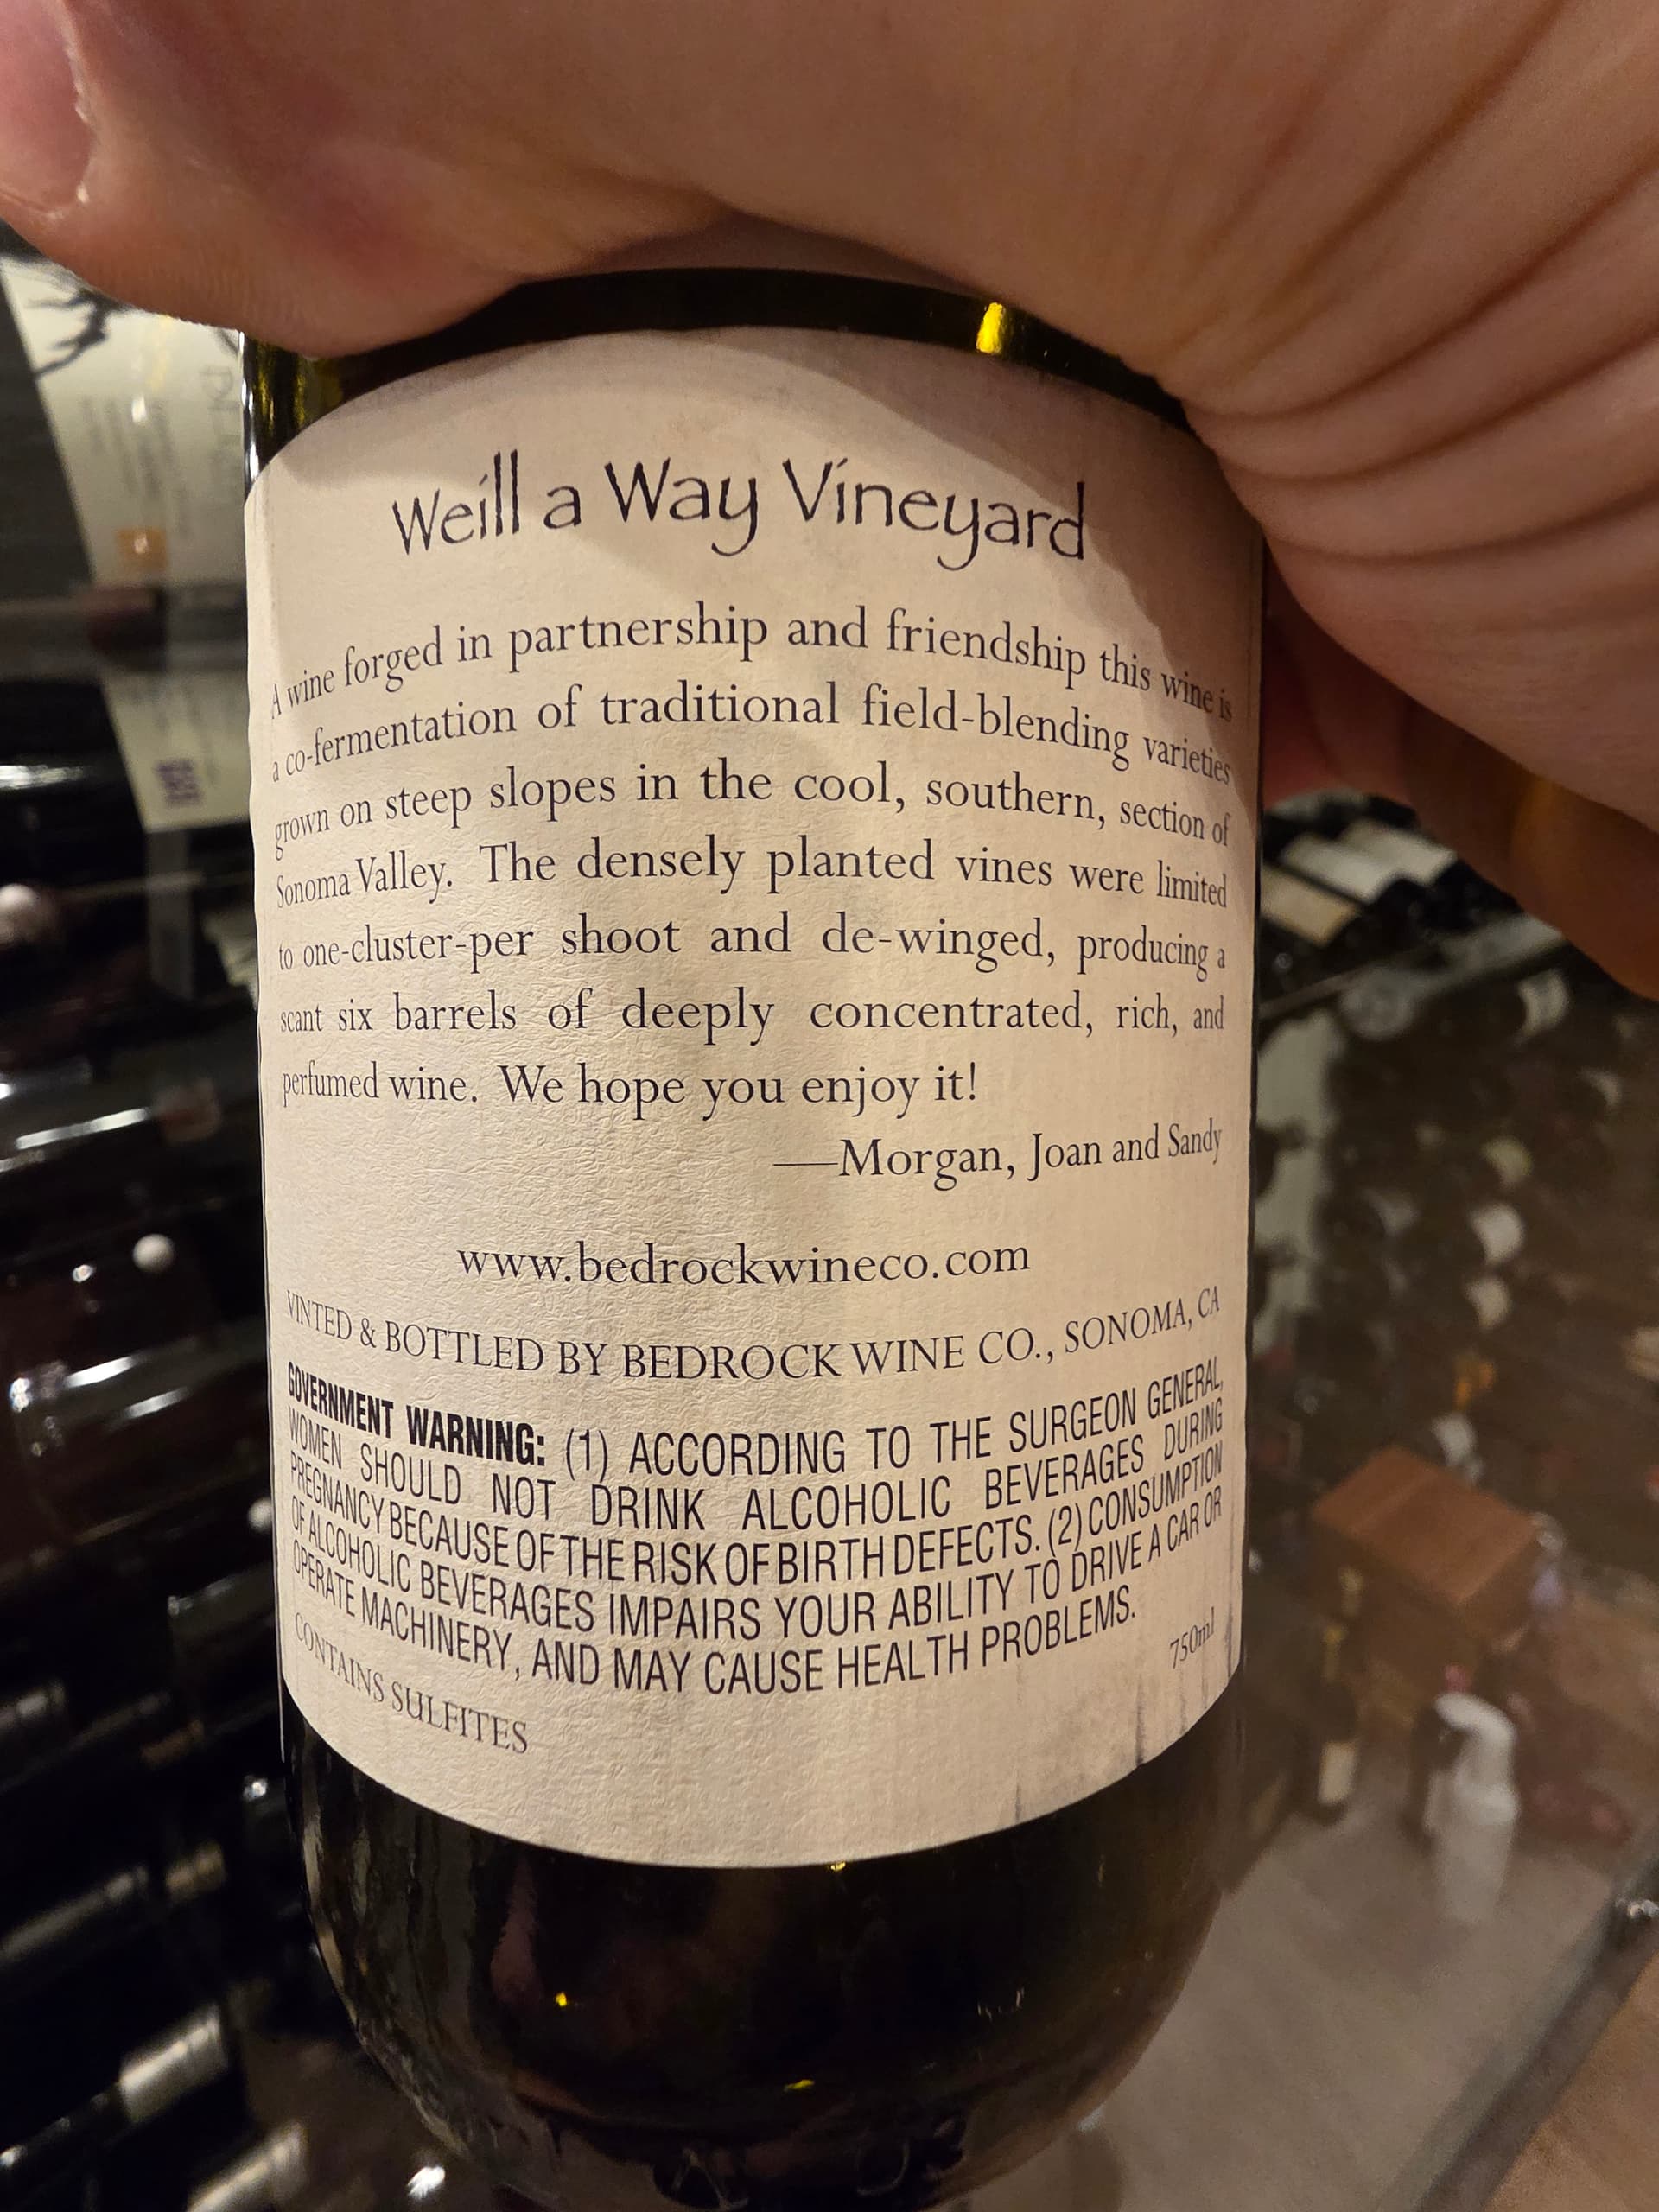 Weill a Way Vineyard
A wine forged in partnership and friendship this wine is
a co-fermentation of traditional field-blending varieties
grown on steep slopes in the cool, southern, section of
Sonoma Valley. The densely planted vines were limited
to one-cluster-per shoot and de-winged, producing a
scant six barrels of deeply concentrated, rich, and
perfumed wine. We hope you enjoy it!
—Morgan, Joan and Sandy
www.bedrockwineco.com
VINTED & BOTTLED BY BEDROCK WINE CO., SONOMA, CA
GOVERNMENT WARNING: (1) ACCORDING TO THE SURGEON GENERAL,
WOMEN SHOULD NOT DRINK ALCOHOLIC BEVERAGES DURING
PREGNANCY BECAUSE OF THE RISK OF BIRTH DEFECTS. (2) CONSUMPTION
OF ALCOHOLIC BEVERAGES IMPAIRS YOUR ABILITY TO DRIVE A CAR OR
OPERATE MACHINERY, AND MAY CAUSE HEALTH PROBLEMS.
CONTAINS SULFITES
750ml